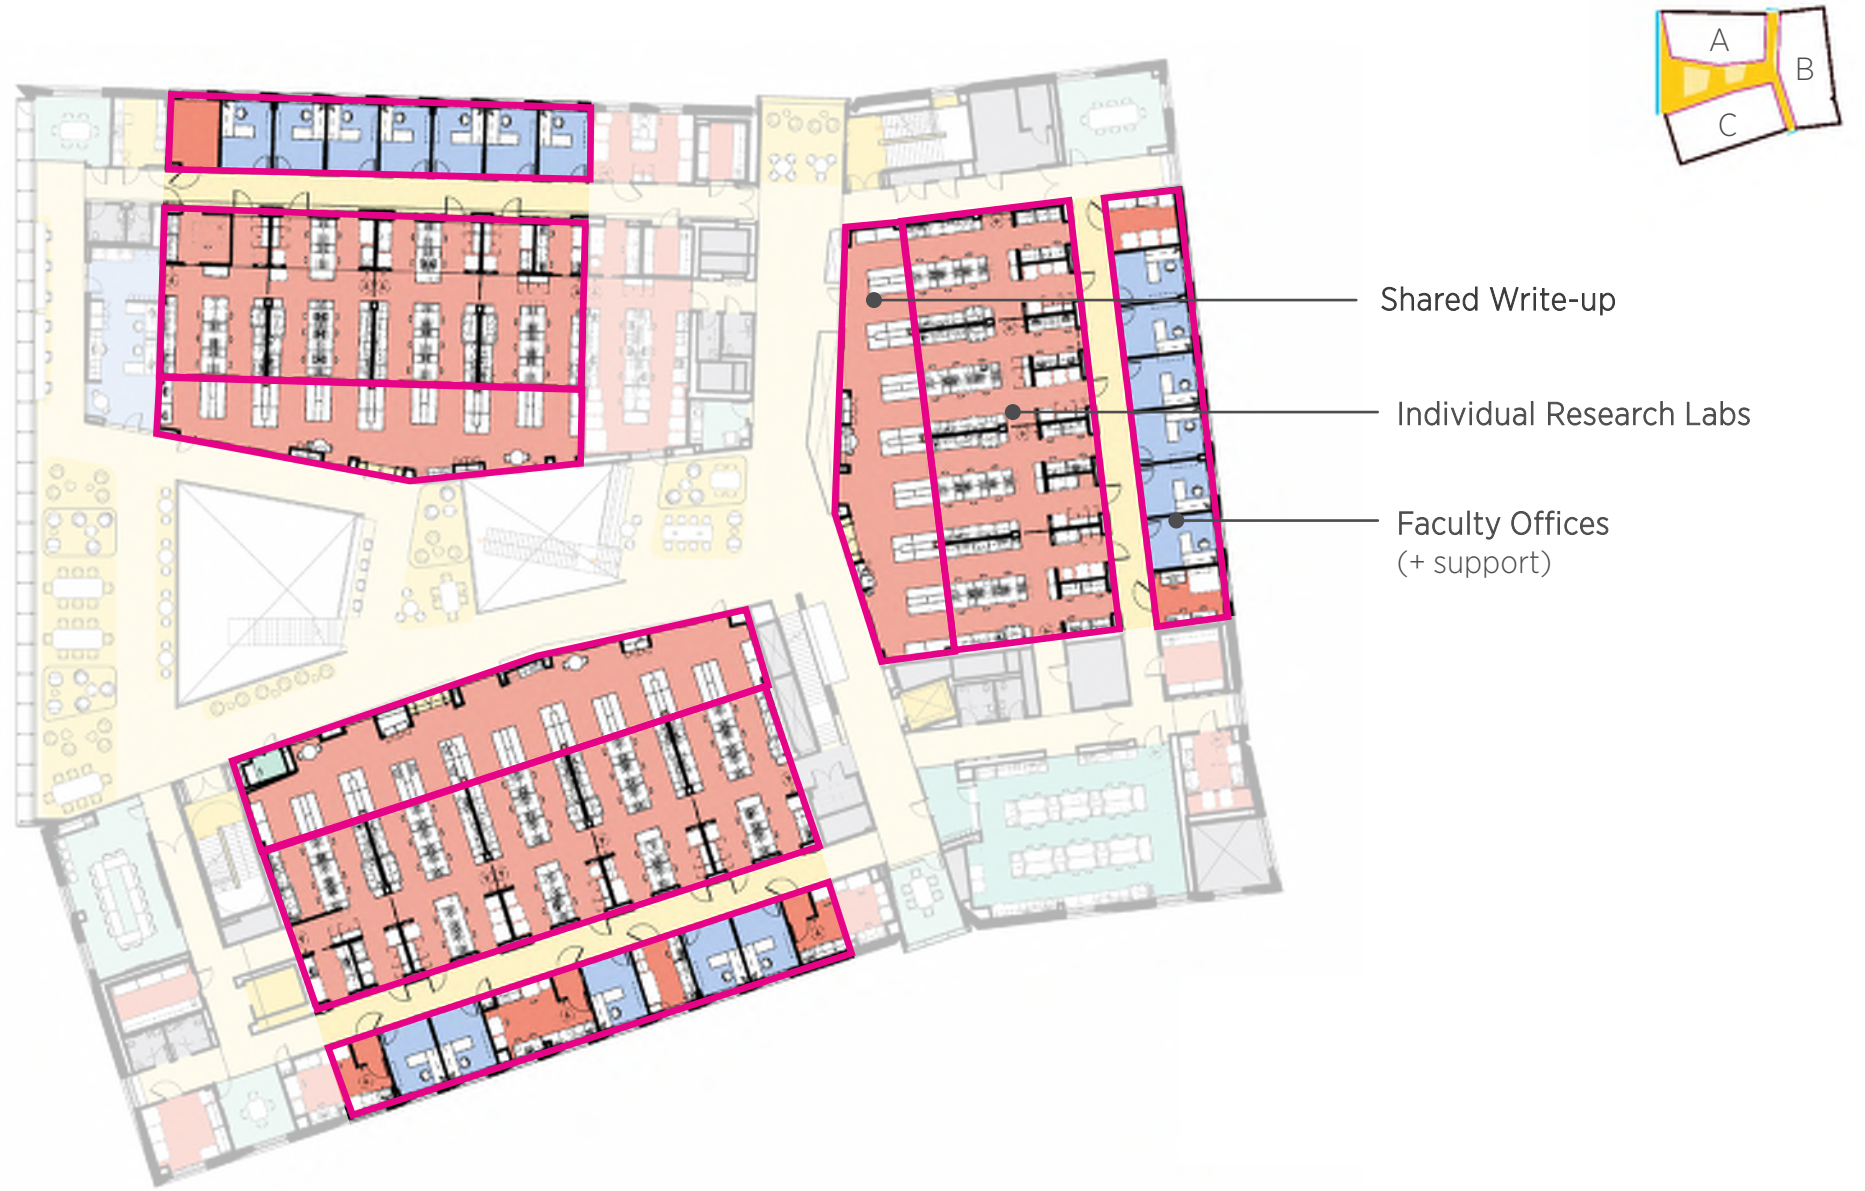 A
B
C
Shared Write-up
Individual Research Labs
Faculty Offices
(+ support)